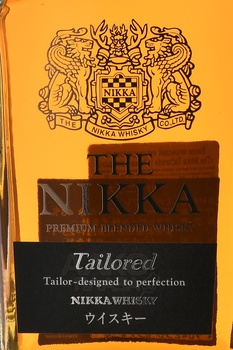 NIKKA
THE NIKKA WHISKY CO.,LTD.
THE
NIKKA
PREMIUM BLENDED WHISKY
Tailored
Tailor-designed to perfection
NIKKA WHISKY
ウイスキー